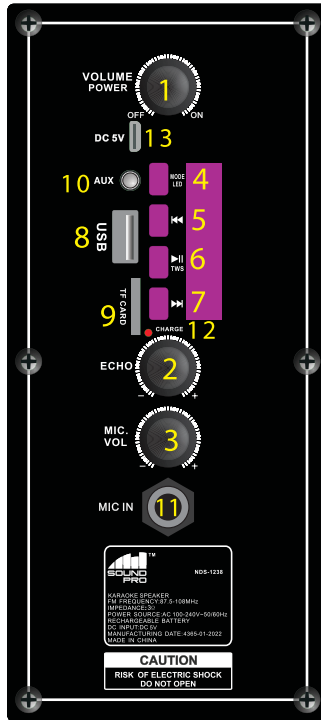 VOLUME
POWER
1
OFF
ON
DC 5V
13
10
AUX
MODE
LED
4
5
USB
8
TWS
6
TF CARD
9
7
CHARGE
12
ECHO
2
-
+
MIC.
VOL
3
-
+
MIC IN
11
SOUND
PRO
TM
NDS-1238
KARAOKE SPEAKER
FM FREQUENCY:87.5-108MHz
IMPEDANCE:3Ω
POWER SOURCE:AC 100-240V~50/60Hz
RECHARGEABLE BATTERY
DC INPUT:DC 5V
MANUFACTURING DATE:4365-01-2022
MADE IN CHINA
CAUTION
RISK OF ELECTRIC SHOCK
DO NOT OPEN